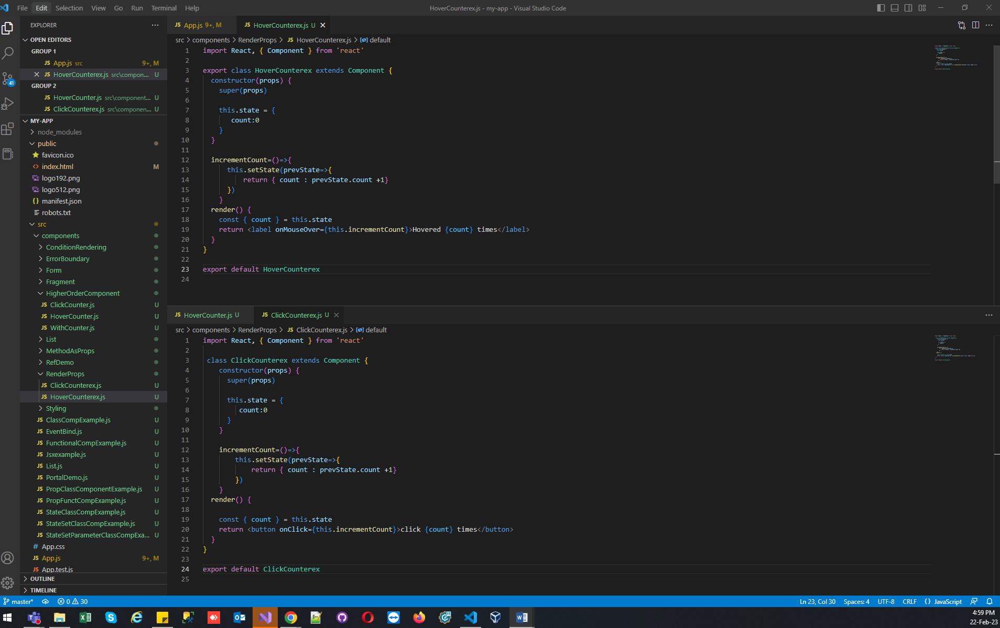 File Edit Selection View Go Run Terminal Help
HoverCounterex.js - my-app - Visual Studio Code
EXPLORER
OPEN EDITORS
GROUP 1
JS App.js src 9+, M
JS HoverCounterex.js src\compon... U
GROUP 2
JS HoverCounter.js src\component... U
JS ClickCounterex.js src\componen... U
MY-APP
node_modules
public
favicon.ico
index.html M
logo192.png
logo512.png
manifest.json
robots.txt
src
components
ConditionRendering
ErrorBoundary
Form
Fragment
HigherOrderComponent
JS ClickCounter.js U
JS HoverCounter.js U
JS WithCounter.js U
List
MethodAsProps
RefDemo
RenderProps
JS ClickCounterex.js U
JS HoverCounterex.js U
Styling
JS ClassCompExample.js U
JS EventBind.js U
JS FunctionalCompExample.js U
JS Jsxexample.js U
JS List.js U
JS PortalDemo.js U
JS PropClassComponentExample.js U
JS PropFunctCompExample.js U
JS StateClassCompExample.js U
JS StateSetClassCompExample.js U
JS StateSetParameterClassCompExa... U
# App.css
JS App.js 9+, M
JS App.test.js
OUTLINE
TIMELINE
41
JS App.js 9+, M JS HoverCounterex.js U
src > components > RenderProps > JS HoverCounterex.js > default
1 import React, { Component } from 'react'
2
3 export class HoverCounterex extends Component {
4 constructor(props) {
5 super(props)
6
7 this.state = {
8 count:0
9 }
10 }
11
12 incrementCount=()=>{
13 this.setState(prevState=>{
14 return { count : prevState.count +1}
15 })
16 }
17 render() {
18 const { count } = this.state
19 return <label onMouseOver={this.incrementCount}>Hovered {count} times</label>
20 }
21 }
22
23 export default HoverCounterex
24
JS HoverCounter.js U JS ClickCounterex.js U
src > components > RenderProps > JS ClickCounterex.js > default
1 import React, { Component } from 'react'
2
3 class ClickCounterex extends Component {
4 constructor(props) {
5 super(props)
6
7 this.state = {
8 count:0
9 }
10 }
11
12 incrementCount=()=>{
13 this.setState(prevState=>{
14 return { count : prevState.count +1}
15 })
16 }
17 render() {
18
19 const { count } = this.state
20 return <button onClick={this.incrementCount}>click {count} times</button>
21 }
22 }
23
24 export default ClickCounterex
25
master* 0 30
Ln 23, Col 30 Spaces: 4 UTF-8 CRLF {} JavaScript
4:59 PM
22-Feb-23